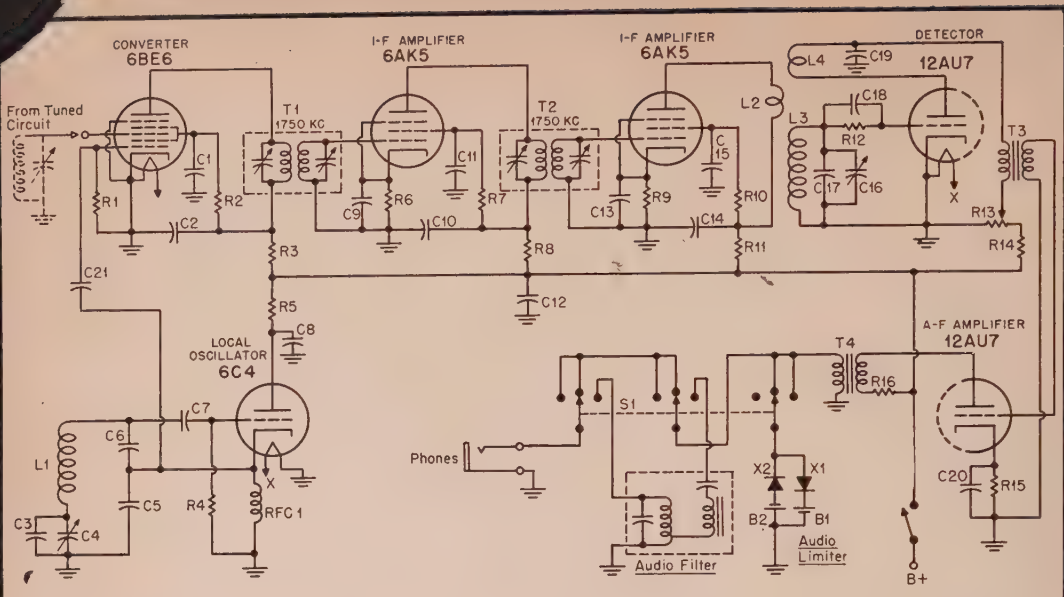 CONVERTER
6BE6
I-F AMPLIFIER
6AK5
I-F AMPLIFIER
6AK5
DETECTOR
12AU7
From Tuned
Circuit
T1
1750 KC
T2
1750 KC
L2
L4
C19
C18
L3
R12
T3
C1
R2
C11
R7
C
15
R10
C17
C16
X
R1
C2
C9
R6
C10
C13
R9
C14
R13
R14
R3
R8
R11
C21
R5
C12
C8
LOCAL
OSCILLATOR
6C4
A-F AMPLIFIER
12AU7
T4
R16
C7
C6
S1
L1
Phones
X2
X1
C20
R15
X
C5
R4
RFC1
C3
C4
B2
B1
Audio
Limiter
Audio Filter
B+